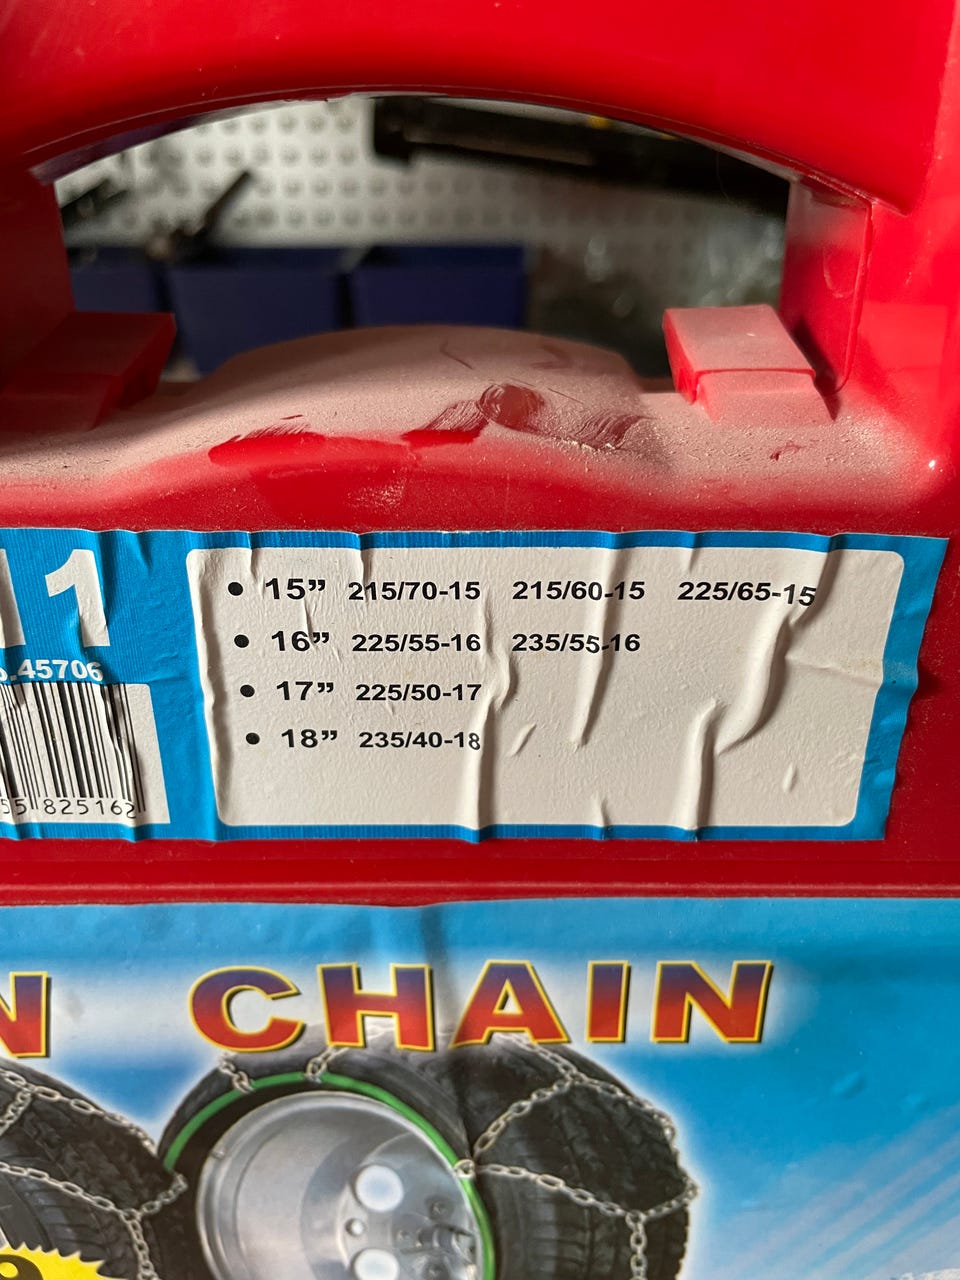 1
• 15” 215/70-15 215/60-15 225/65-15
• 16” 225/55-16 235/55-16
• 17” 225/50-17
• 18” 235/40-18
.45706
55 825162
N CHAIN